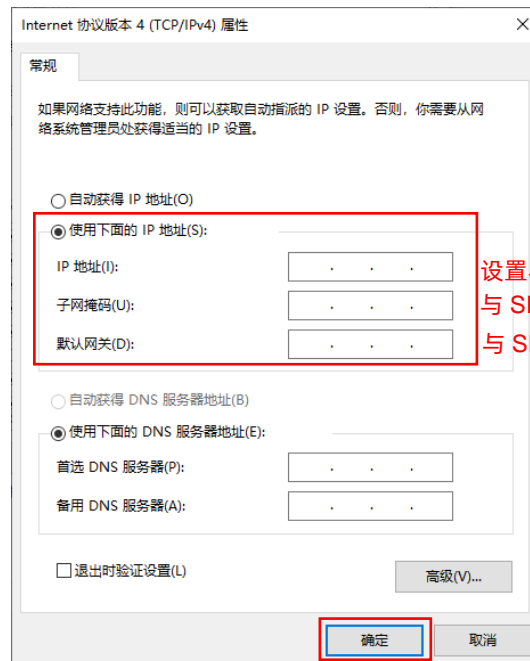 Internet 协议版本 4 (TCP/IPv4) 属性
常规
如果网络支持此功能，则可以获取自动指派的 IP 设置。否则，你需要从网
络系统管理员处获得适当的 IP 设置。
自动获得 IP 地址(O)
使用下面的 IP 地址(S):
IP 地址(I):
设置
子网掩码(U):
与 S
默认网关(D):
与 S
自动获得 DNS 服务器地址(B)
使用下面的 DNS 服务器地址(E):
首选 DNS 服务器(P):
备用 DNS 服务器(A):
退出时验证设置(L)
高级(V)...
确定
取消